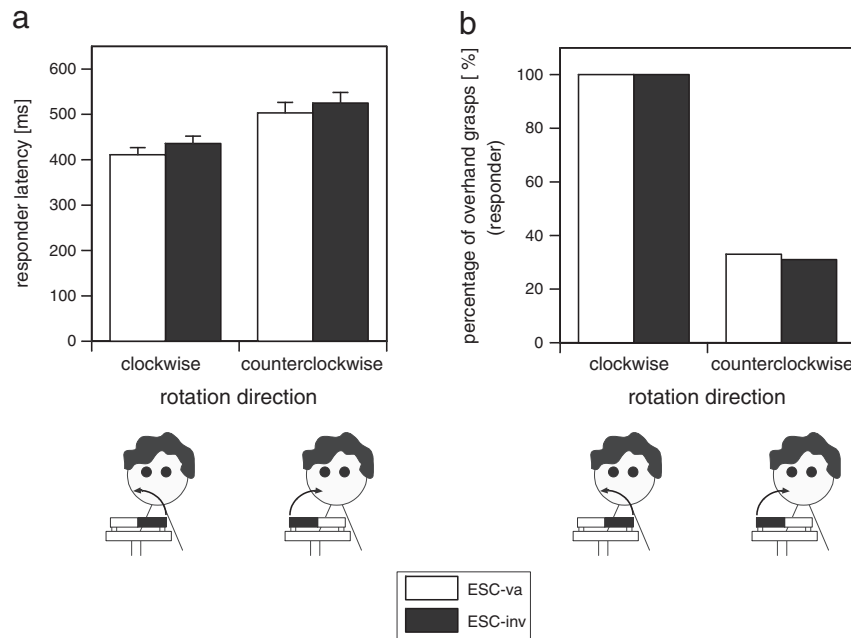 a
responder latency [ms]
600
500
400
300
200
100
0
clockwise counterclockwise
rotation direction
b
percentage of overhand grasps [ %]
(responder)
100
80
60
40
20
0
clockwise counterclockwise
rotation direction
ESC-va
ESC-inv